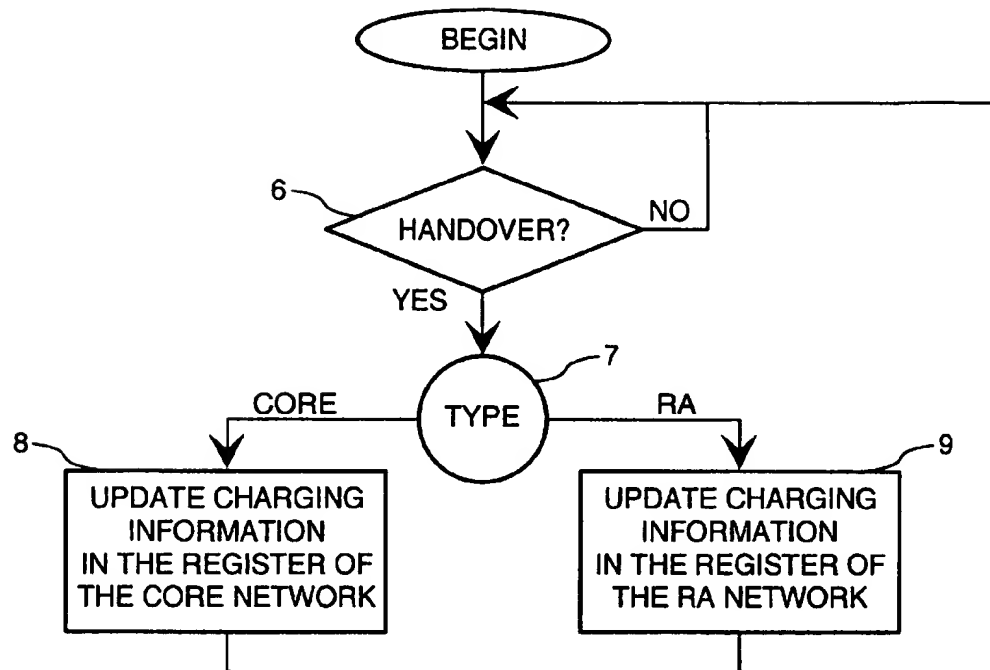 BEGIN
6
HANDOVER?
NO
YES
7
CORE
TYPE
RA
8
9
UPDATE CHARGING
INFORMATION
IN THE REGISTER OF
THE CORE NETWORK
UPDATE CHARGING
INFORMATION
IN THE REGISTER OF
THE RA NETWORK